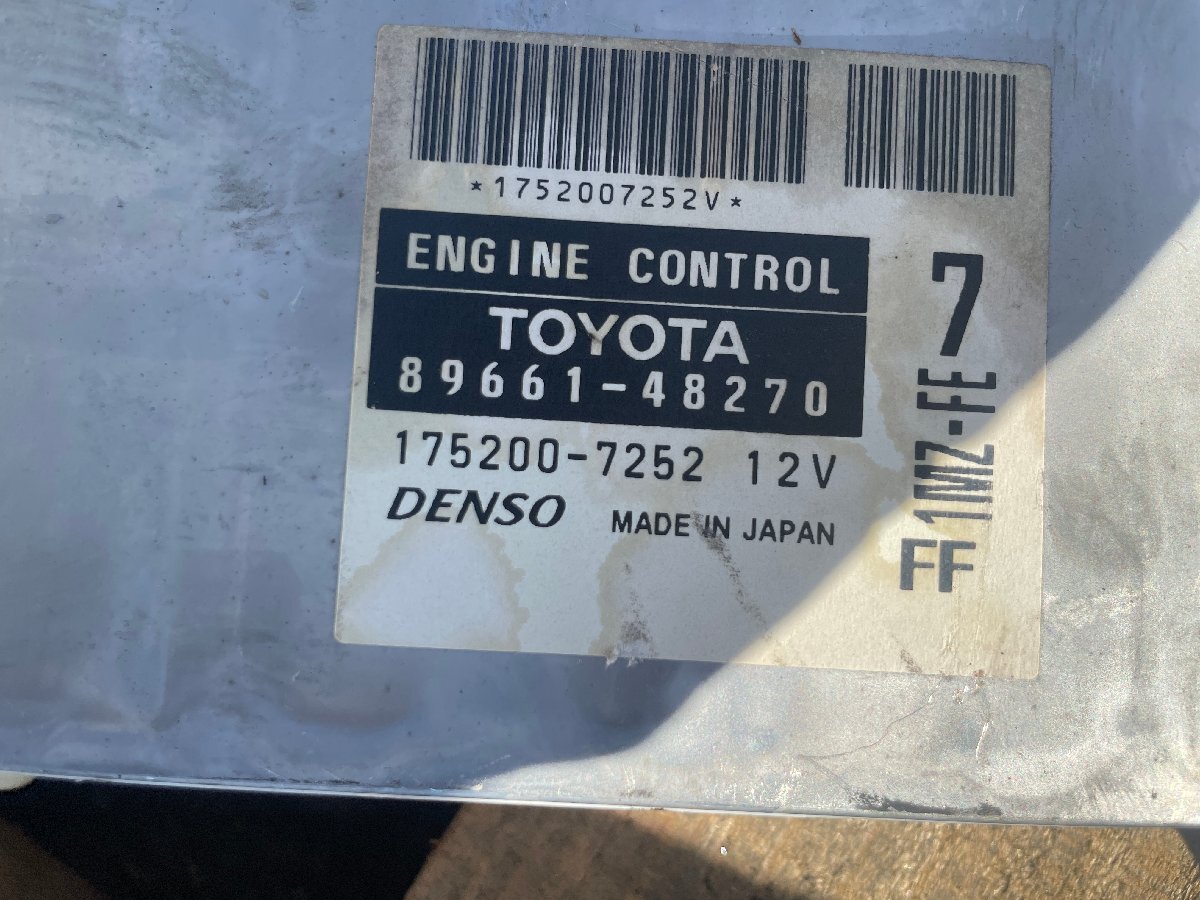 *1752007252V*
ENGINE CONTROL
TOYOTA
89661-48270
175200-7252 12V
DENSO MADE IN JAPAN
7
1MZ-FE
FF